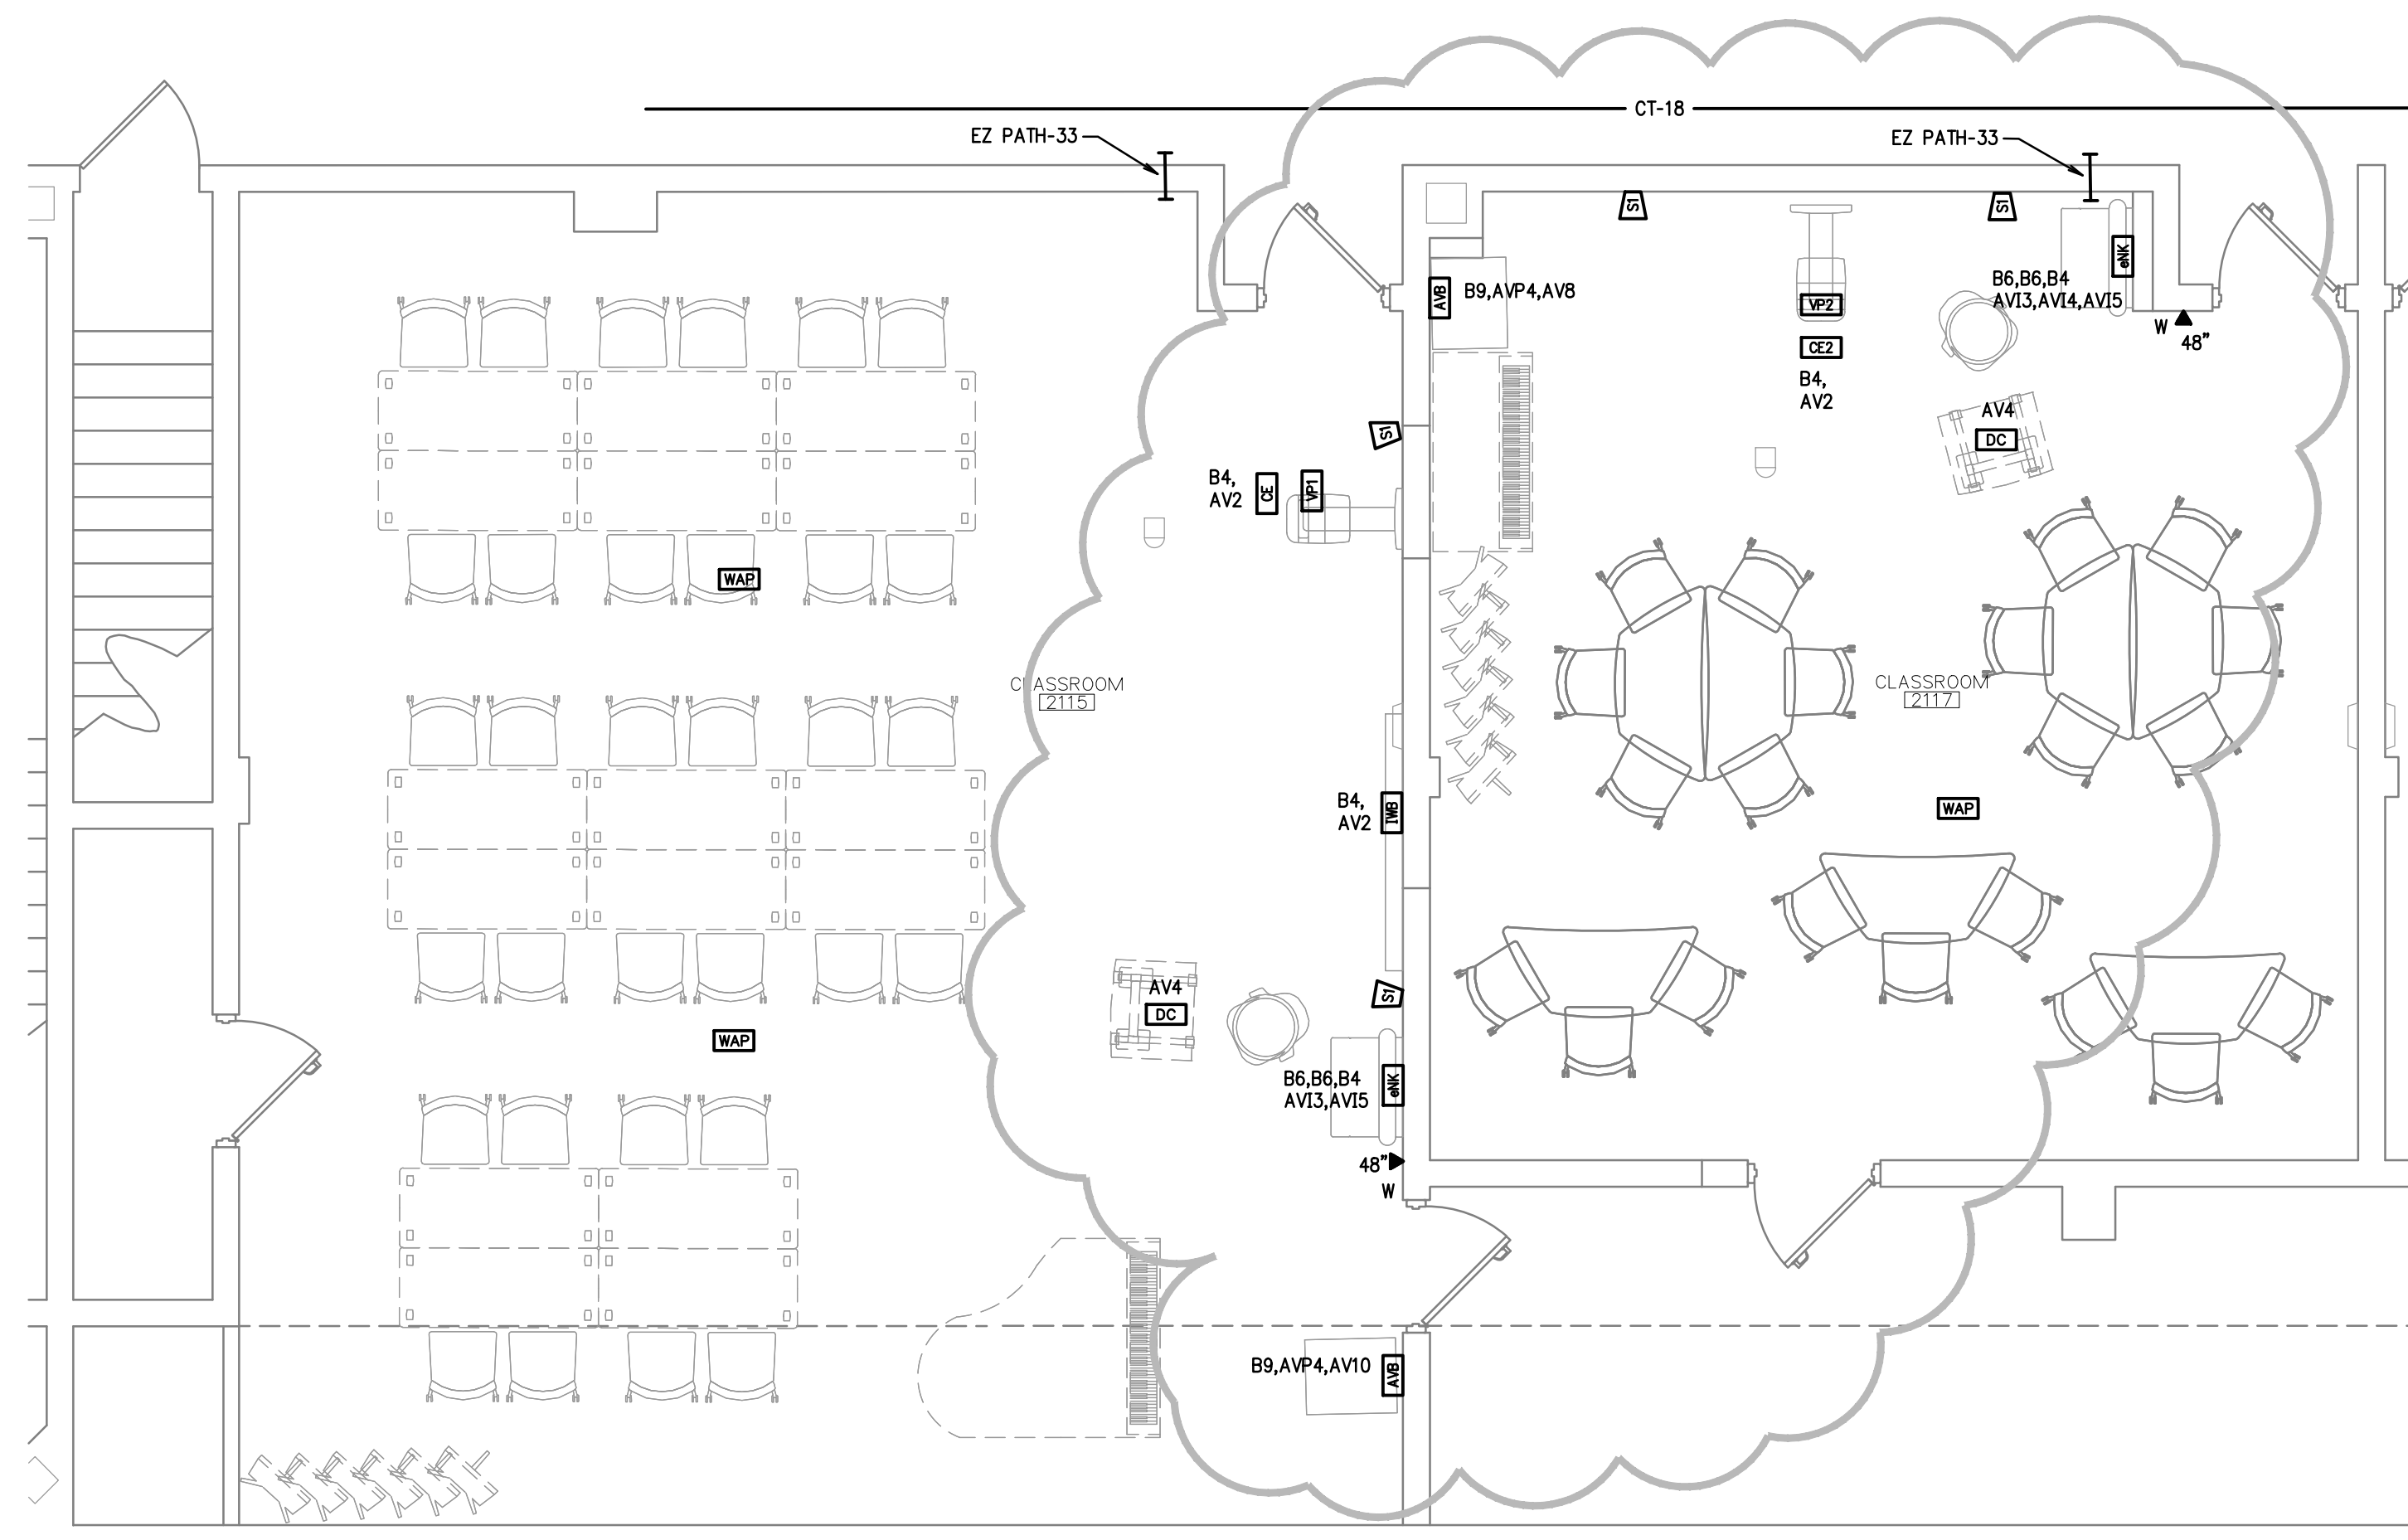 CT-18
EZ PATH-33
EZ PATH-33
S1
S1
eNK
B6,B6,B4
AVI3,AVI4,AVI5
W
48"
AVB
B9,AVP4,AV8
VP2
CE2
B4,
AV2
AV4
DC
S1
B4,
AV2
CE
VP1
WAP
CLASSROOM
2115
CLASSROOM
2117
B4,
AV2
IWB
WAP
S1
AV4
DC
WAP
B6,B6,B4
AVI3,AVI5
eNK
48"
W
B9,AVP4,AV10
AVB